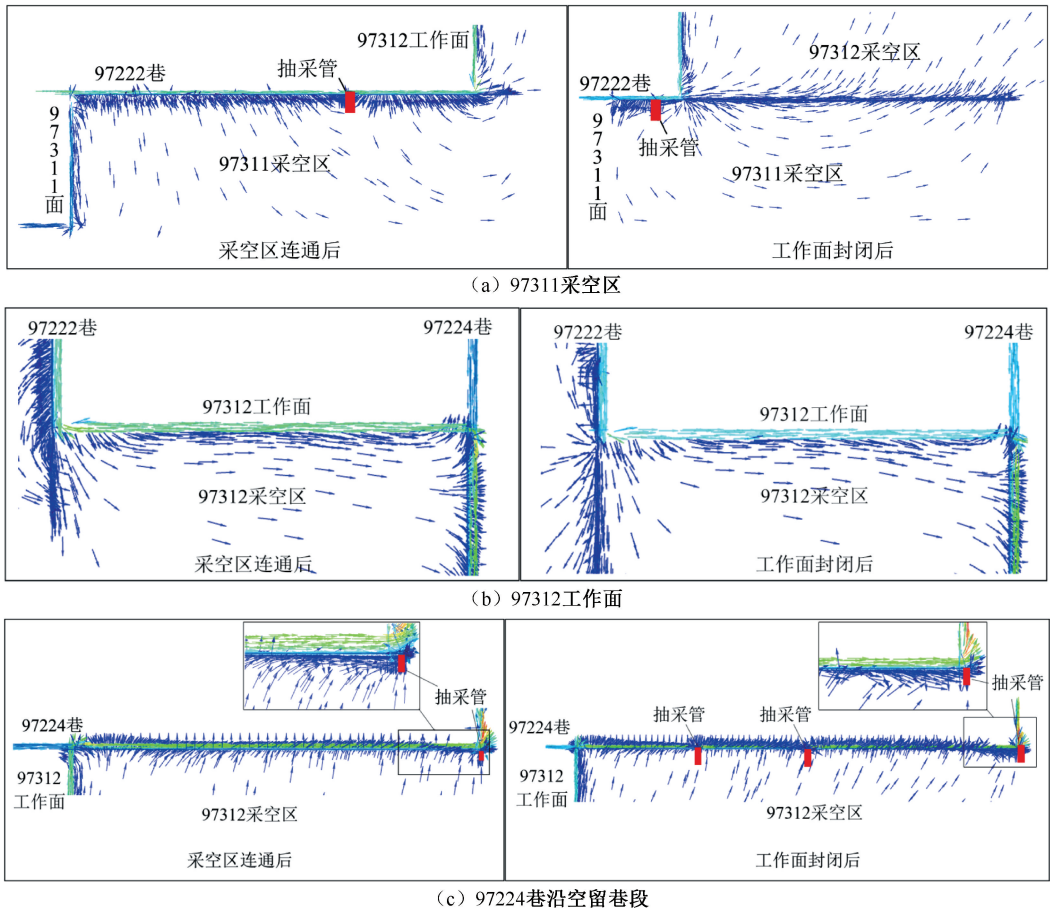 97312工作面
97222巷
抽采管
97311面
97311采空区
采空区连通后
97312采空区
97222巷
抽采管
97311面
97311采空区
工作面封闭后
（a）97311采空区
97222巷
97224巷
97312工作面
97312采空区
采空区连通后
97222巷
97224巷
97312工作面
97312采空区
工作面封闭后
（b）97312工作面
抽采管
97224巷
97312
工作面
97312采空区
采空区连通后
抽采管
抽采管
抽采管
97224巷
97312
工作面
97312采空区
工作面封闭后
（c）97224巷沿空留巷段